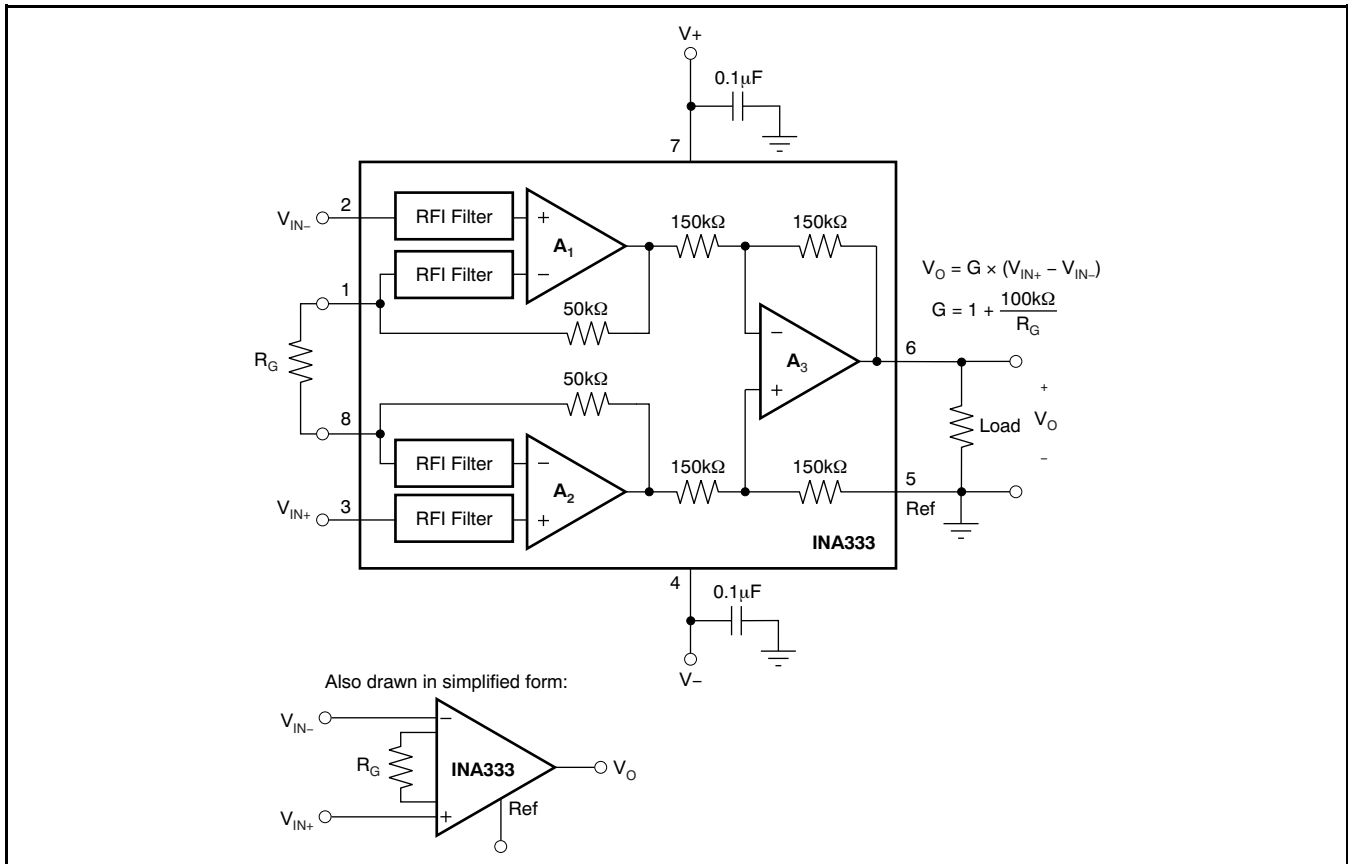 V+
0.1μF
7
2
V_IN–
RFI Filter
+
A1
150kΩ
150kΩ
RFI Filter
–
1
50kΩ
V_O = G × (V_IN+ – V_IN–)
G = 1 + 100kΩ / R_G
R_G
–
A3
+
6
50kΩ
8
+
Load
V_O
–
RFI Filter
–
A2
150kΩ
150kΩ
5
Ref
3
V_IN+
RFI Filter
+
INA333
4
0.1μF
V–
Also drawn in simplified form:
V_IN–
–
R_G
INA333
V_O
V_IN+
+
Ref